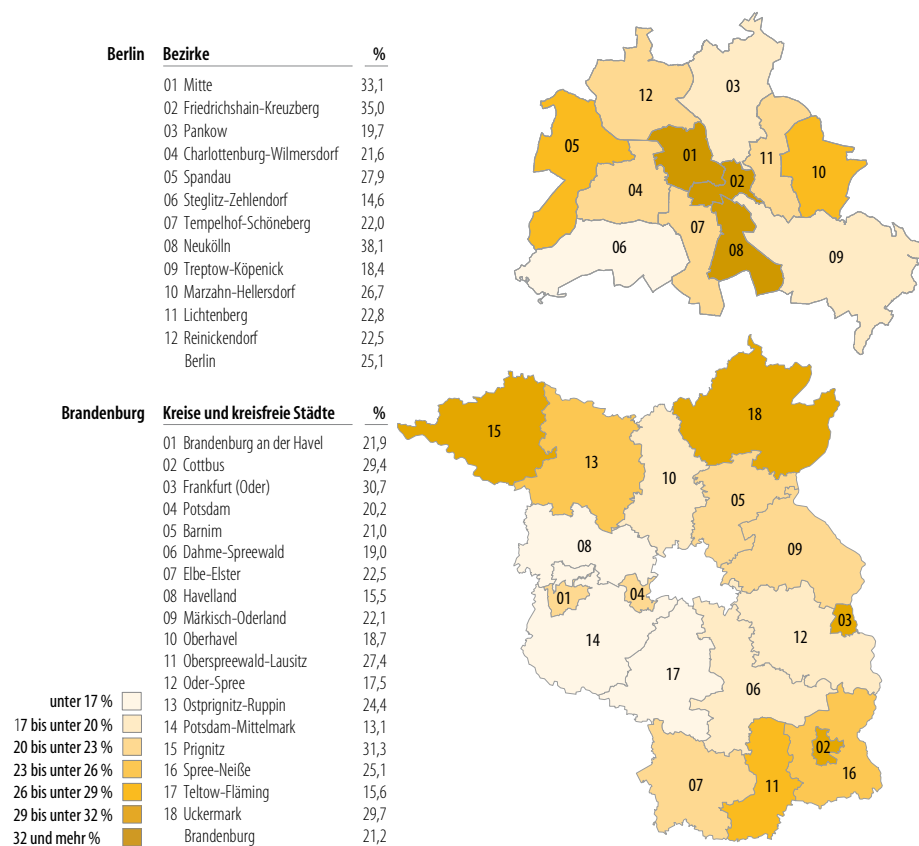 Berlin Bezirke %
01 Mitte 33,1
02 Friedrichshain-Kreuzberg 35,0
03 Pankow 19,7
04 Charlottenburg-Wilmersdorf 21,6
05 Spandau 27,9
06 Steglitz-Zehlendorf 14,6
07 Tempelhof-Schöneberg 22,0
08 Neukölln 38,1
09 Treptow-Köpenick 18,4
10 Marzahn-Hellersdorf 26,7
11 Lichtenberg 22,8
12 Reinickendorf 22,5
Berlin 25,1
03
12
05
01
11
10
02
04
07
06
08
09
Brandenburg Kreise und kreisfreie Städte %
01 Brandenburg an der Havel 21,9
02 Cottbus 29,4
03 Frankfurt (Oder) 30,7
04 Potsdam 20,2
05 Barnim 21,0
06 Dahme-Spreewald 19,0
07 Elbe-Elster 22,5
08 Havelland 15,5
09 Märkisch-Oderland 22,1
10 Oberhavel 18,7
11 Oberspreewald-Lausitz 27,4
12 Oder-Spree 17,5
13 Ostprignitz-Ruppin 24,4
14 Potsdam-Mittelmark 13,1
15 Prignitz 31,3
16 Spree-Neiße 25,1
17 Teltow-Fläming 15,6
18 Uckermark 29,7
Brandenburg 21,2
unter 17 %
17 bis unter 20 %
20 bis unter 23 %
23 bis unter 26 %
26 bis unter 29 %
29 bis unter 32 %
32 und mehr %
18
15
13
10
05
08
09
01
04
03
14
12
17
06
02
16
07
11